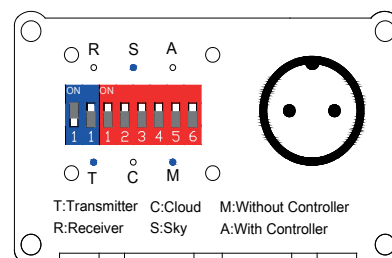 R S A
ON ON
1 1 1 2 3 4 5 6
T C M
T:Transmitter C:Cloud M:Without Controller
R:Receiver S:Sky A:With Controller